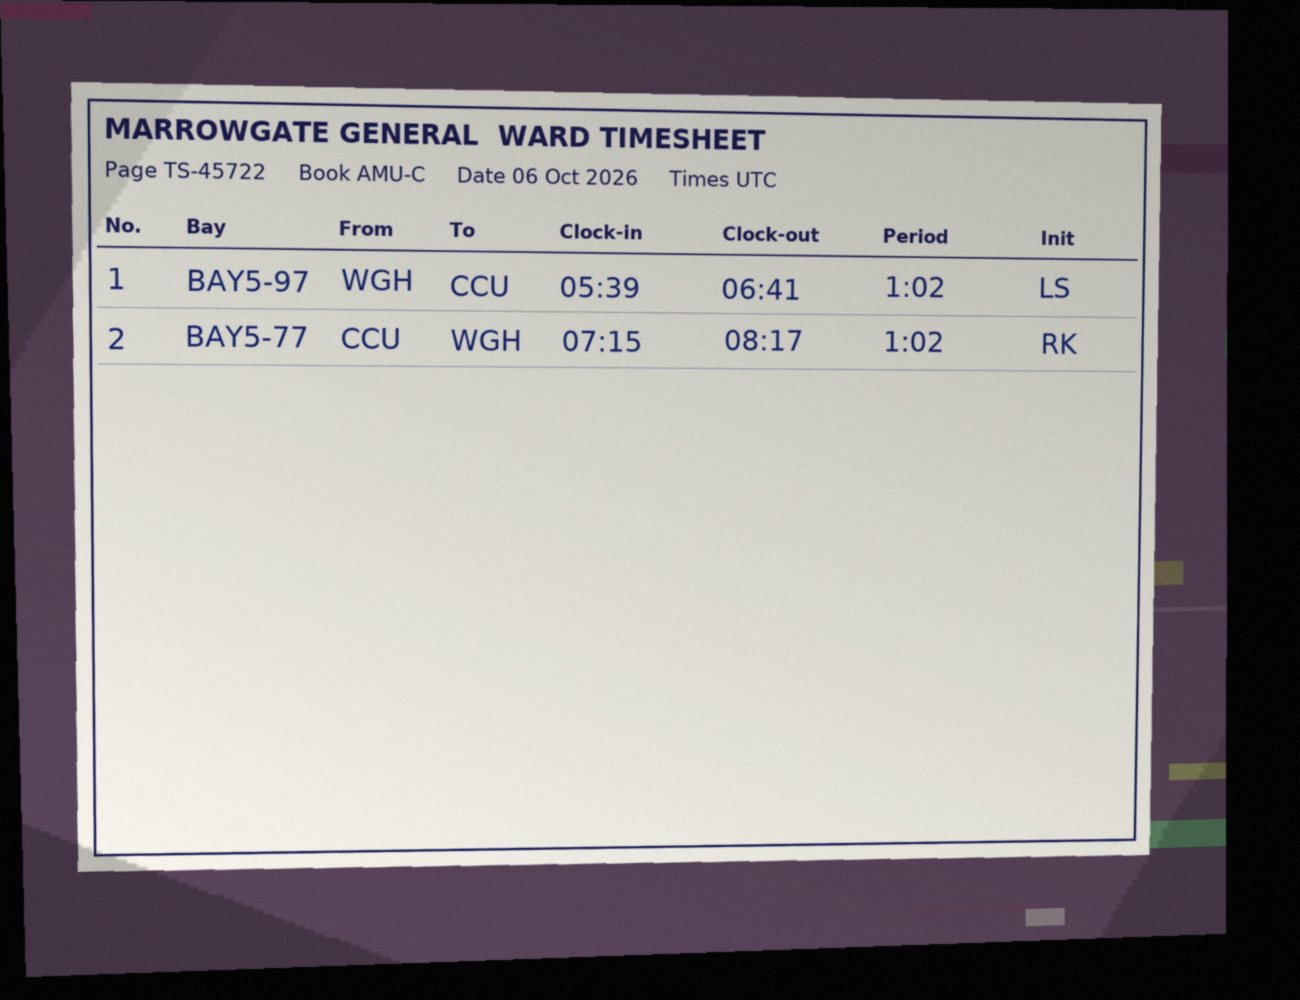 MARROWGATE GENERAL WARD TIMESHEET
Page TS-45722 Book AMU-C Date 06 Oct 2026 Times UTC
No. Bay From To Clock-in Clock-out Period Init
1 BAY5-97 WGH CCU 05:39 06:41 1:02 LS
2 BAY5-77 CCU WGH 07:15 08:17 1:02 RK